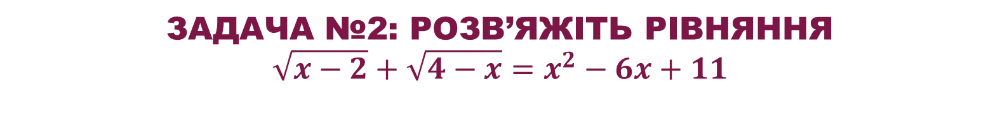 ЗАДАЧА №2: РОЗВ’ЯЖІТЬ РІВНЯННЯ
√(x − 2) + √(4 − x) = x² − 6x + 11